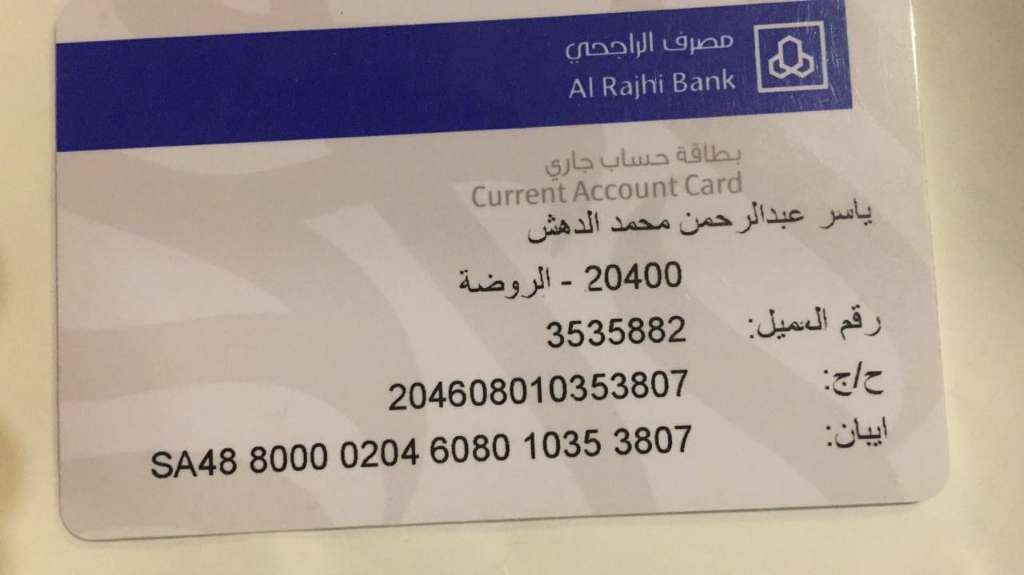 مصرف الراجحي
Al Rajhi Bank
بطاقة حساب جاري
Current Account Card
ياسر عبدالرحمن محمد الدهش
20400 - الروضة
رقم العميل: 3535882
ح/ج: 204608010353807
ايبان: SA48 8000 0204 6080 1035 3807